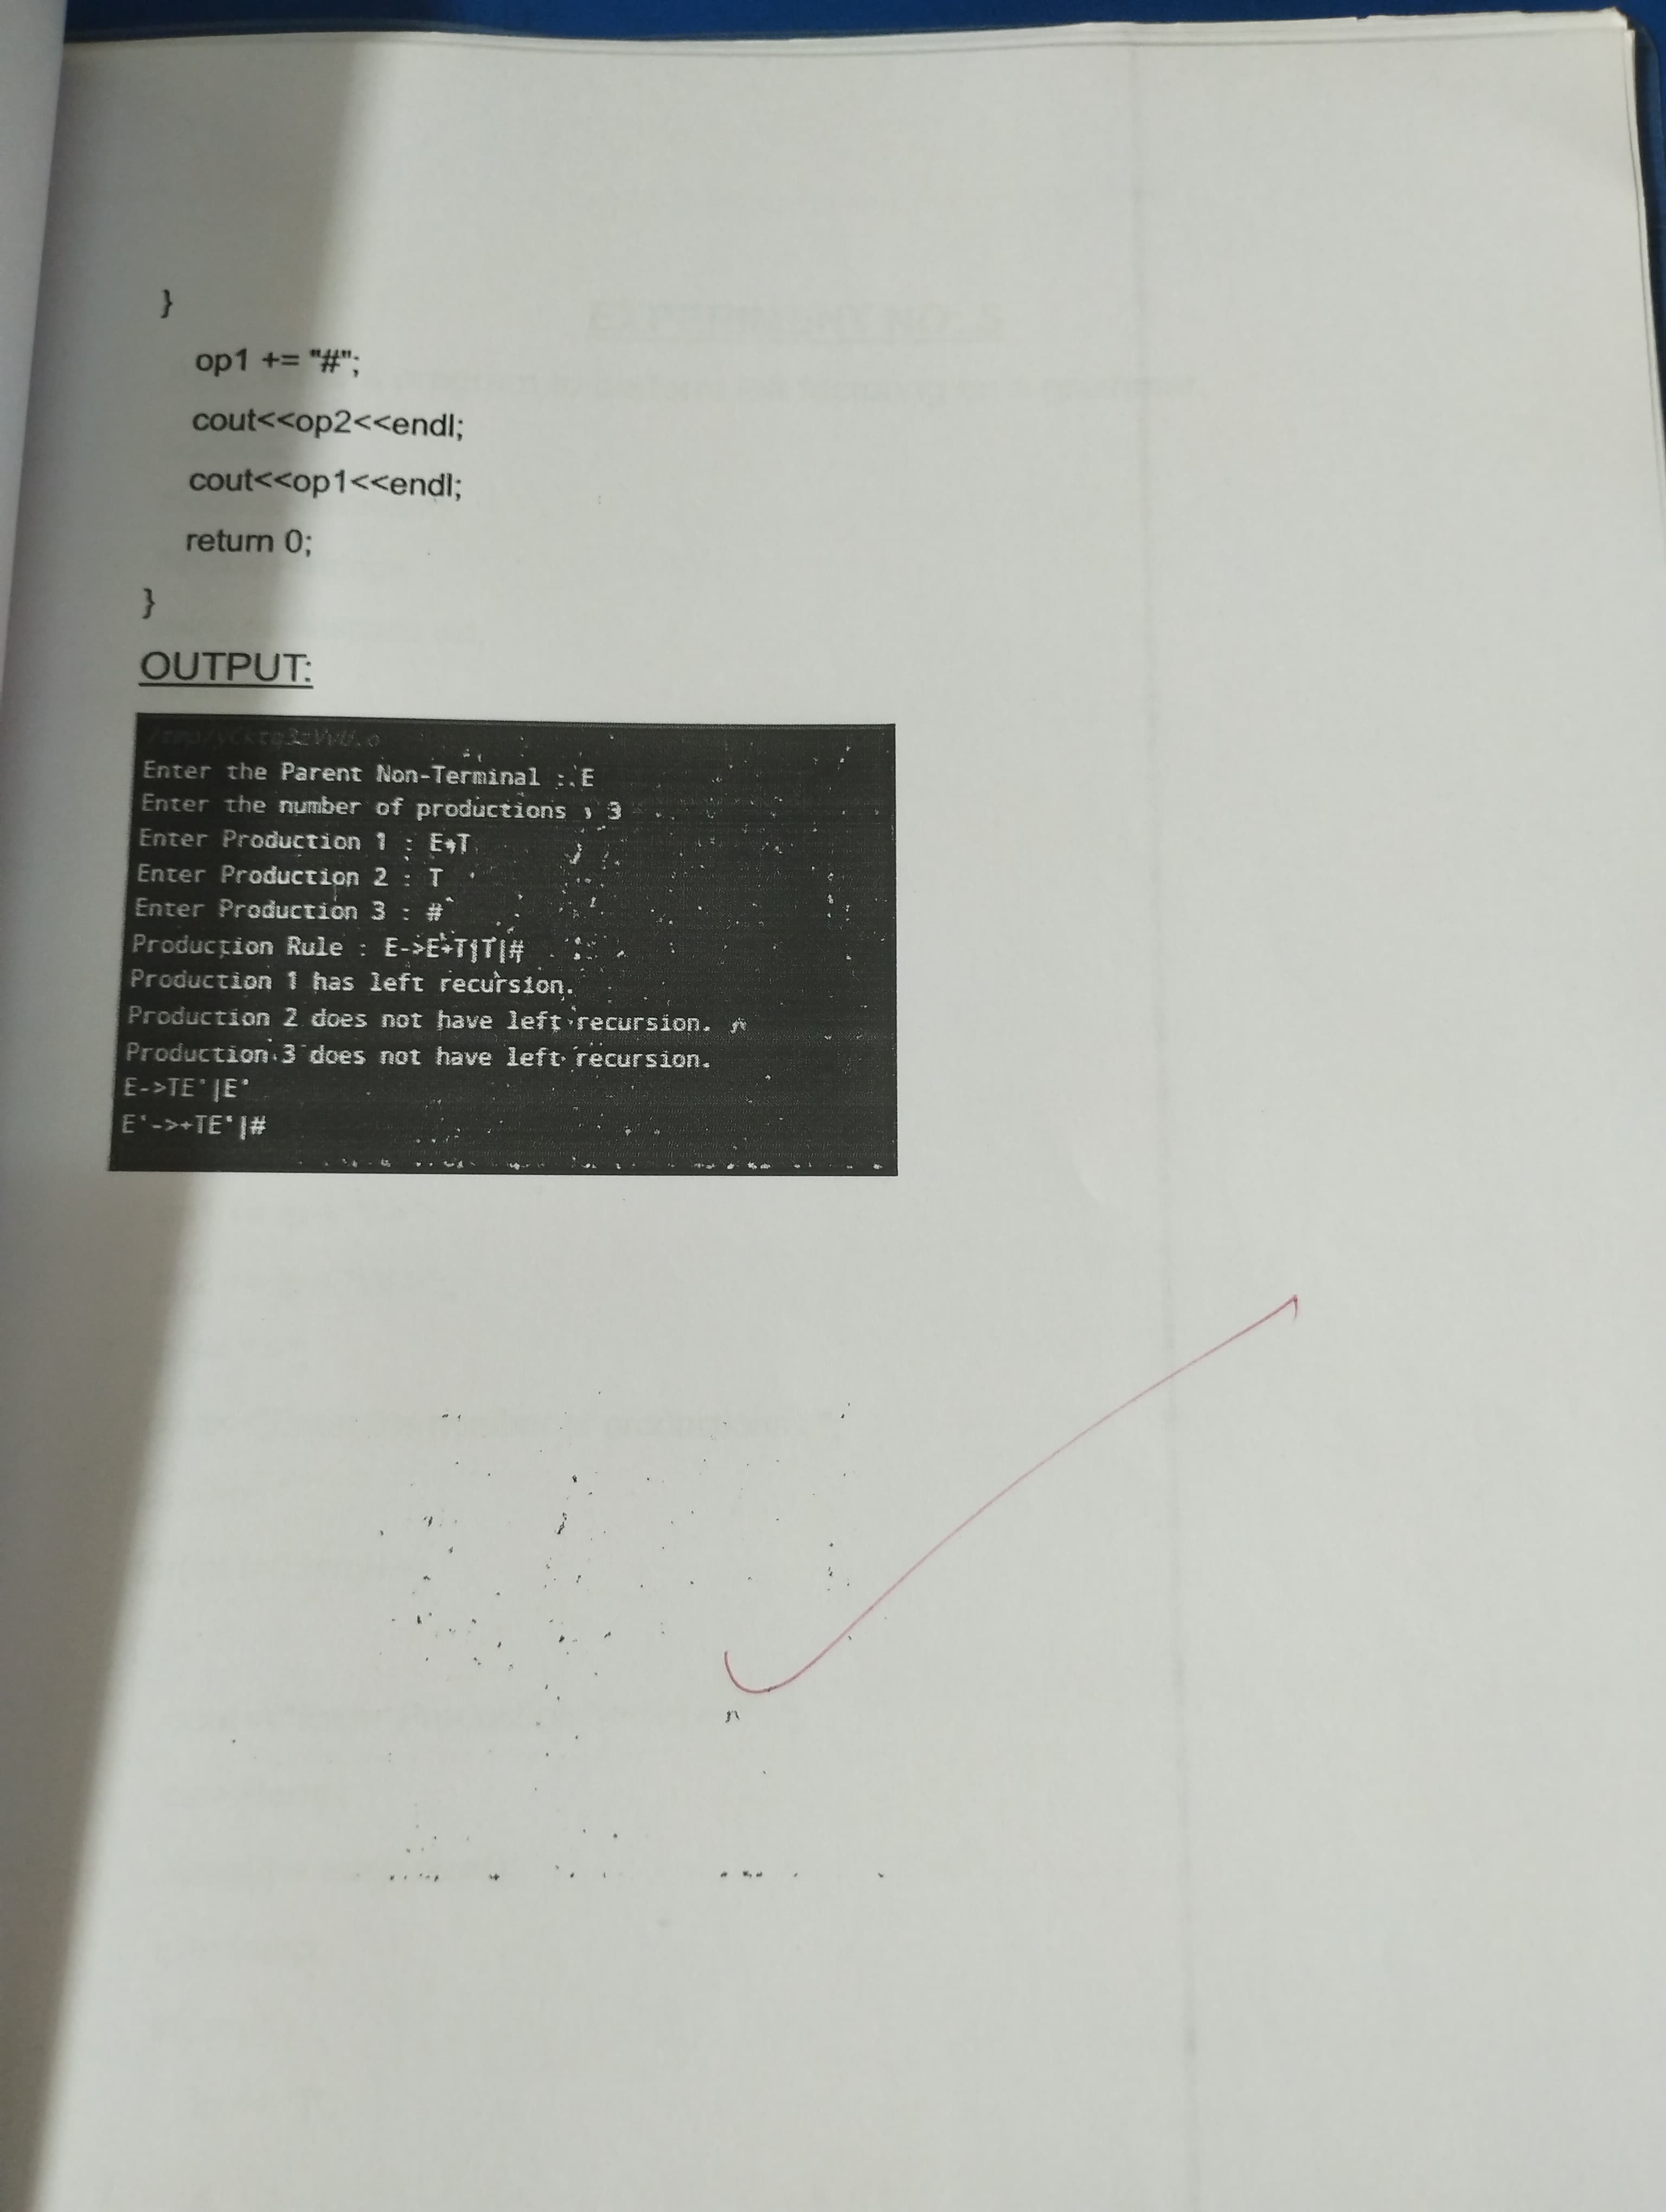 }
op1 += "#";
cout<<op2<<endl;
cout<<op1<<endl;
return 0;
}
OUTPUT:
Enter the Parent Non-Terminal : E
Enter the number of productions : 3
Enter Production 1 : E+T
Enter Production 2 : T
Enter Production 3 : #
Production Rule : E->E+T|T|#
Production 1 has left recursion.
Production 2 does not have left recursion.
Production 3 does not have left recursion.
E->TE'|E'
E'->+TE'|#